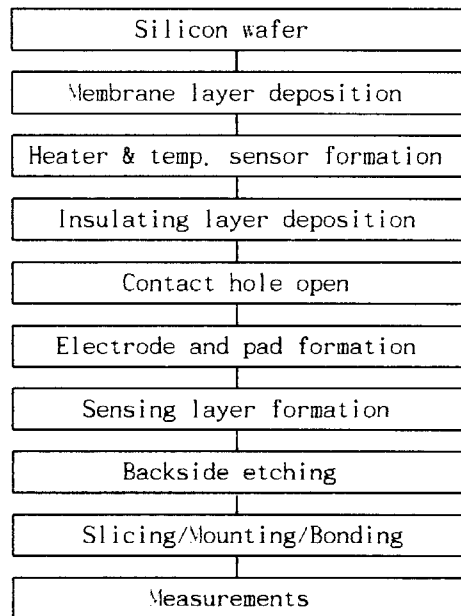 Silicon wafer
Membrane layer deposition
Heater & temp. sensor formation
Insulating layer deposition
Contact hole open
Electrode and pad formation
Sensing layer formation
Backside etching
Slicing/Mounting/Bonding
Measurements